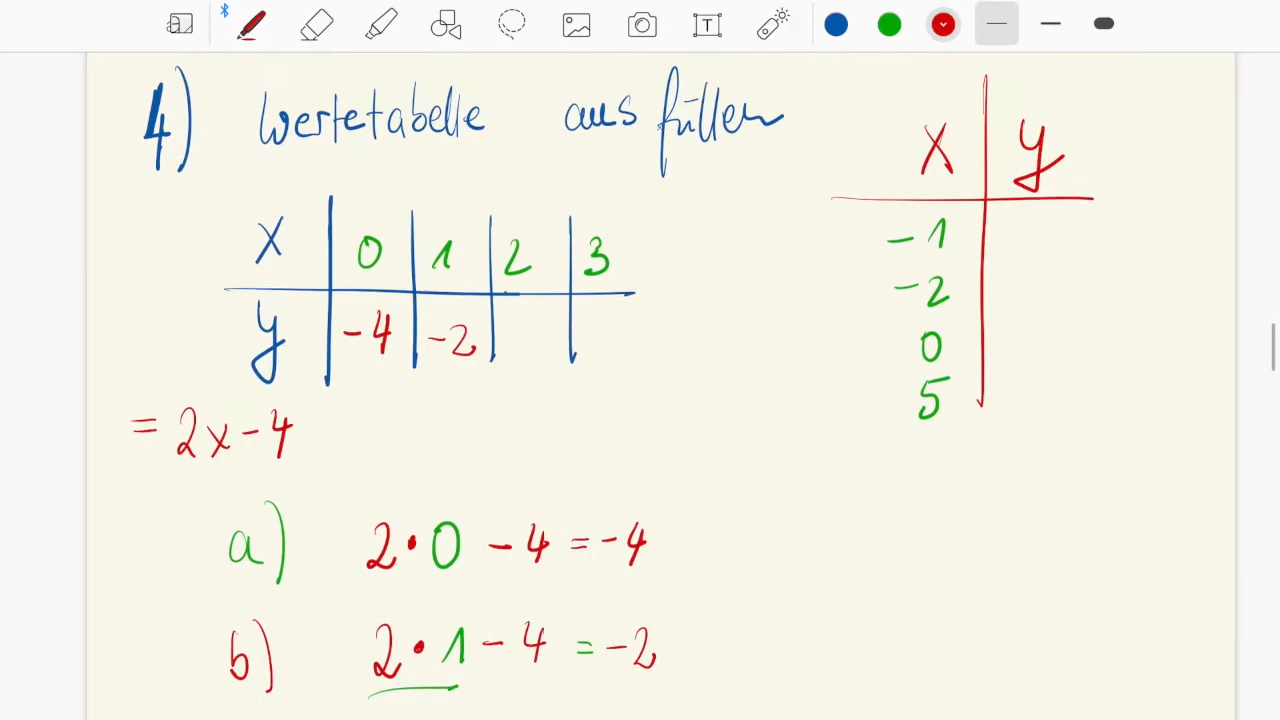 4) Wertetabelle ausfüllen
x 0 1 2 3
y -4 -2
= 2x - 4
a) 2 · 0 - 4 = -4
b) 2 · 1 - 4 = -2
x y
-1
-2
0
5
T